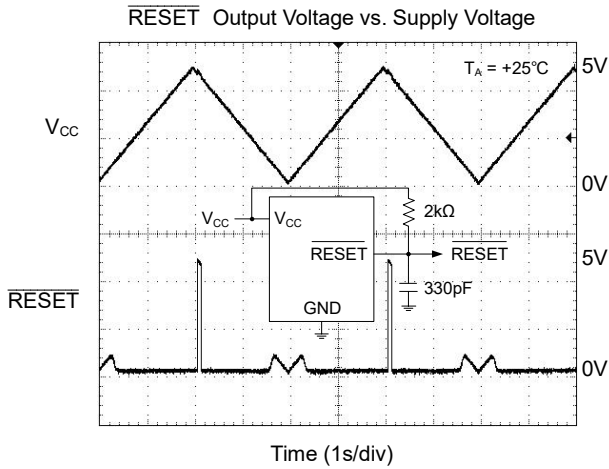 RESET Output Voltage vs. Supply Voltage
T_A = +25℃
5V
V_CC
0V
V_CC
V_CC
2kΩ
RESET
RESET
5V
330pF
GND
RESET
0V
Time (1s/div)